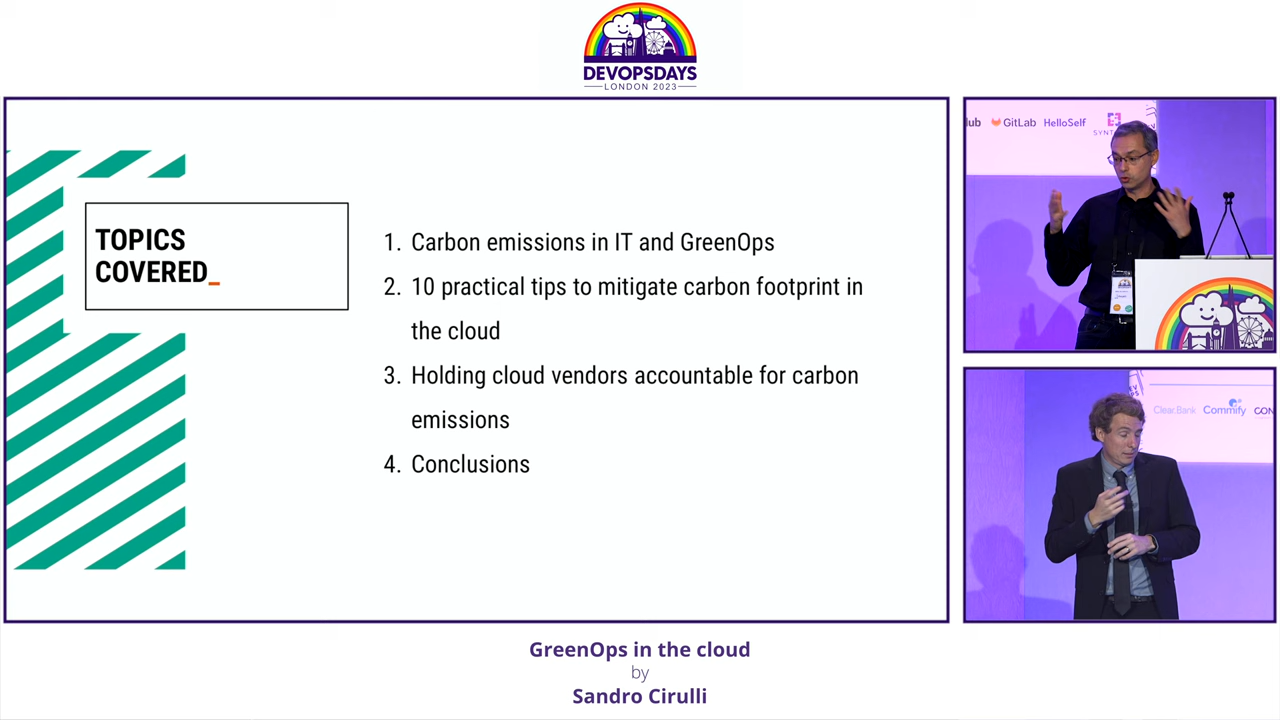 DEVOPSDAYS
LONDON 2023
TOPICS
COVERED_
1. Carbon emissions in IT and GreenOps
2. 10 practical tips to mitigate carbon footprint in
the cloud
3. Holding cloud vendors accountable for carbon
emissions
4. Conclusions
GitLab HelloSelf
Clear.Bank Commify
GreenOps in the cloud
by
Sandro Cirulli